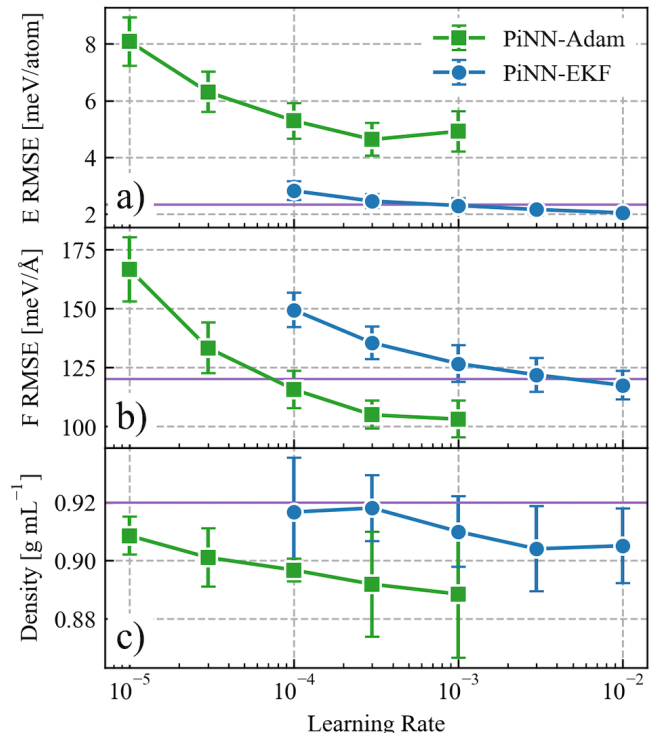 E RMSE [meV/atom]
8
6
4
2
a)
PiNN-Adam
PiNN-EKF
F RMSE [meV/Å]
175
150
125
100
b)
Density [g mL⁻¹]
0.92
0.90
0.88
c)
10⁻⁵ 10⁻⁴ 10⁻³ 10⁻²
Learning Rate